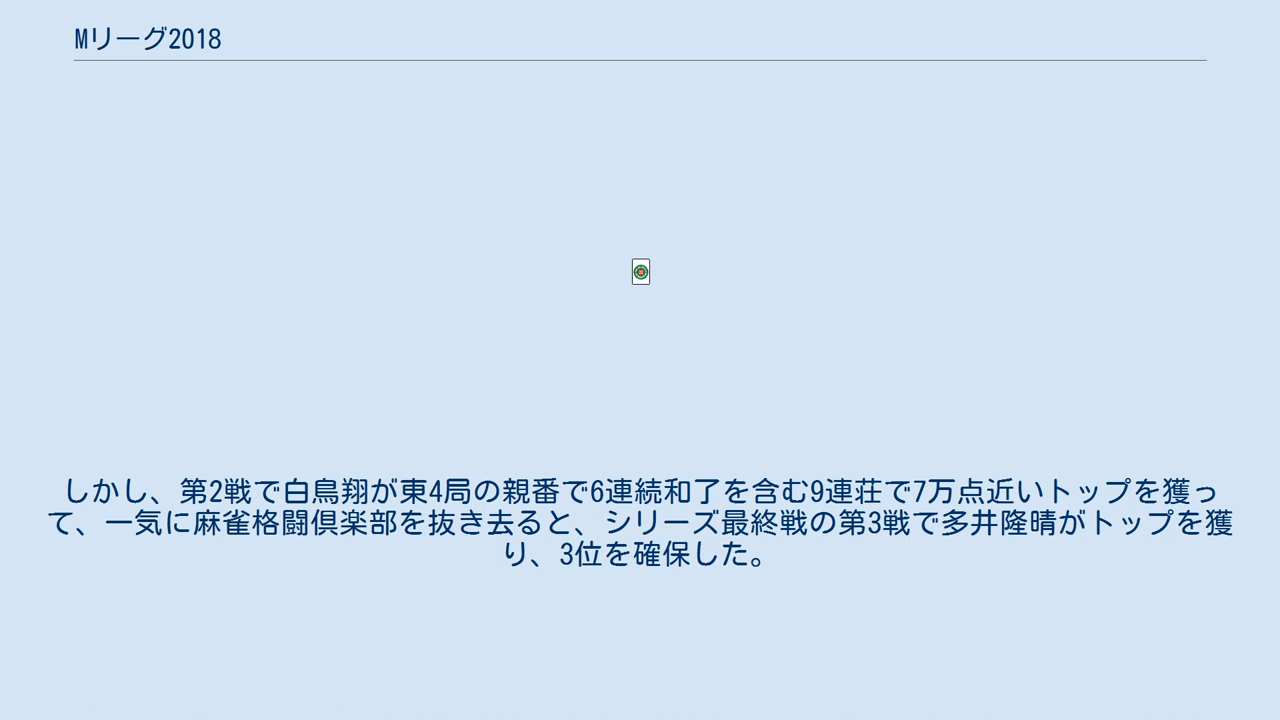 Mリーグ2018
しかし、第2戦で白鳥翔が東4局の親番で6連続和了を含む9連荘で7万点近いトップを獲っ
て、一気に麻雀格闘倶楽部を抜き去ると、シリーズ最終戦の第3戦で多井隆晴がトップを獲
り、3位を確保した。